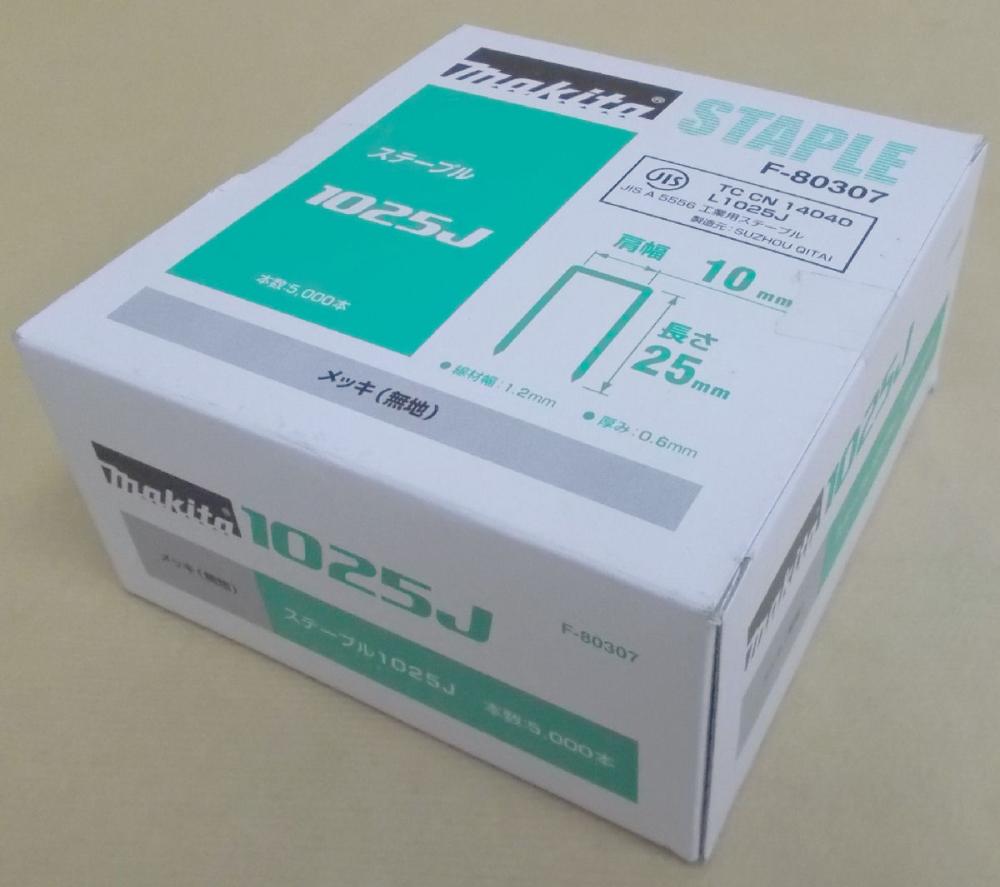 makita®
STAPLE
F-80307
ステープル
1025J
本数:5,000本
JIS
TC CN 14040
L1025J
JIS A 5556 工業用ステープル
製造元:SUZHOU QITAI
肩幅 10mm
長さ
25mm
●線材幅:1.2mm
●厚み:0.6mm
メッキ(無地)
makita®
1025J
メッキ(無地)
F-80307
ステープル1025J 本数:5,000本
makita
1025J